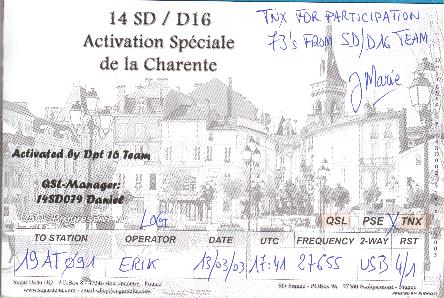 14 SD / D16
Activation Spéciale
de la Charente
TNX FOR PARTICIPATION
73's FROM SD/D16 TEAM
J Marie
Activated by Dpt 16 Team
QSL-Manager:
14SD079 Daniel
LOG
QSL PSE X TNX
TO STATION OPERATOR DATE UTC FREQUENCY 2-WAY RST
19AT091 ERIK 13/03/03 17:41 27655 USB 4/1
France